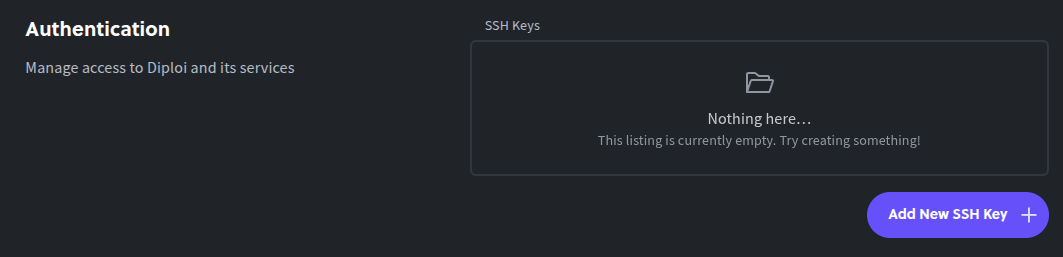 Authentication
Manage access to Diploi and its services
SSH Keys
Nothing here...
This listing is currently empty. Try creating something!
Add New SSH Key